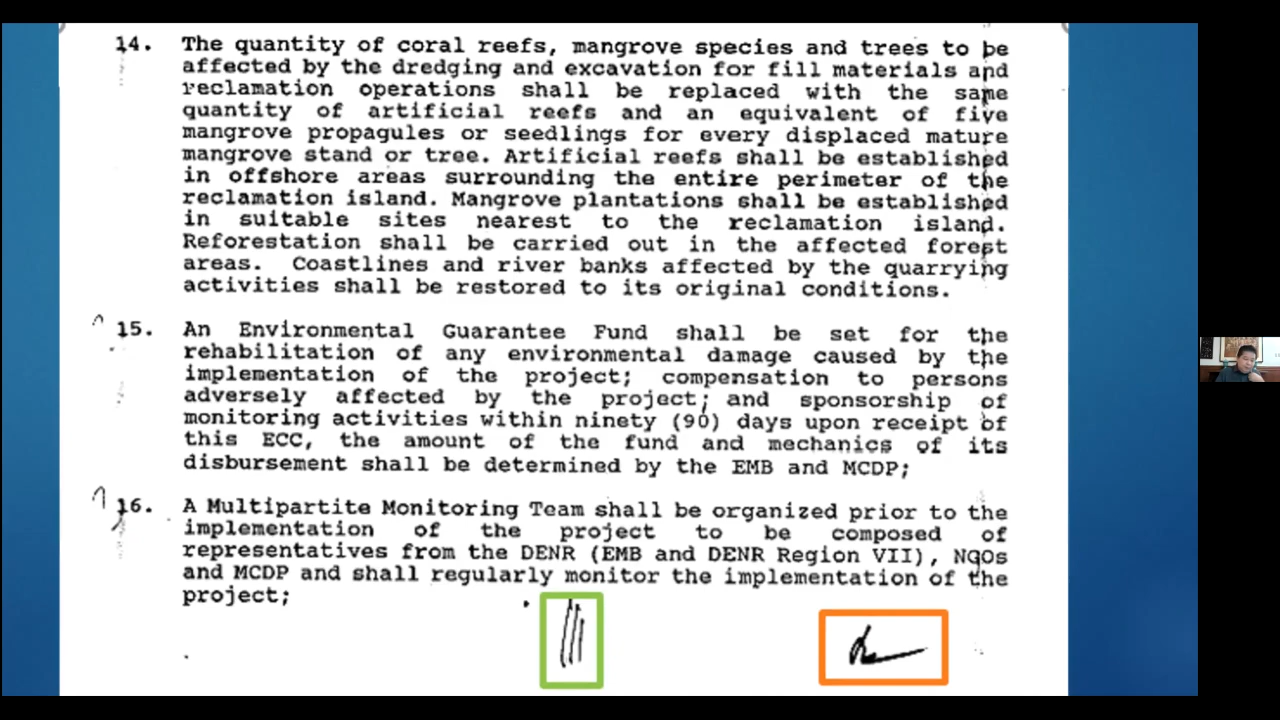 14. The quantity of coral reefs, mangrove species and trees to be
affected by the dredging and excavation for fill materials and
reclamation operations shall be replaced with the same
quantity of artificial reefs and an equivalent of five
mangrove propagules or seedlings for every displaced mature
mangrove stand or tree. Artificial reefs shall be established
in offshore areas surrounding the entire perimeter of the
reclamation island. Mangrove plantations shall be established
in suitable sites nearest to the reclamation island.
Reforestation shall be carried out in the affected forest
areas. Coastlines and river banks affected by the quarrying
activities shall be restored to its original conditions.
15. An Environmental Guarantee Fund shall be set for the
rehabilitation of any environmental damage caused by the
implementation of the project; compensation to persons
adversely affected by the project; and sponsorship of
monitoring activities within ninety (90) days upon receipt of
this ECC, the amount of the fund and mechanics of its
disbursement shall be determined by the EMB and MCDP;
16. A Multipartite Monitoring Team shall be organized prior to the
implementation of the project to be composed of
representatives from the DENR (EMB and DENR Region VII), NGOs
and MCDP and shall regularly monitor the implementation of the
project;